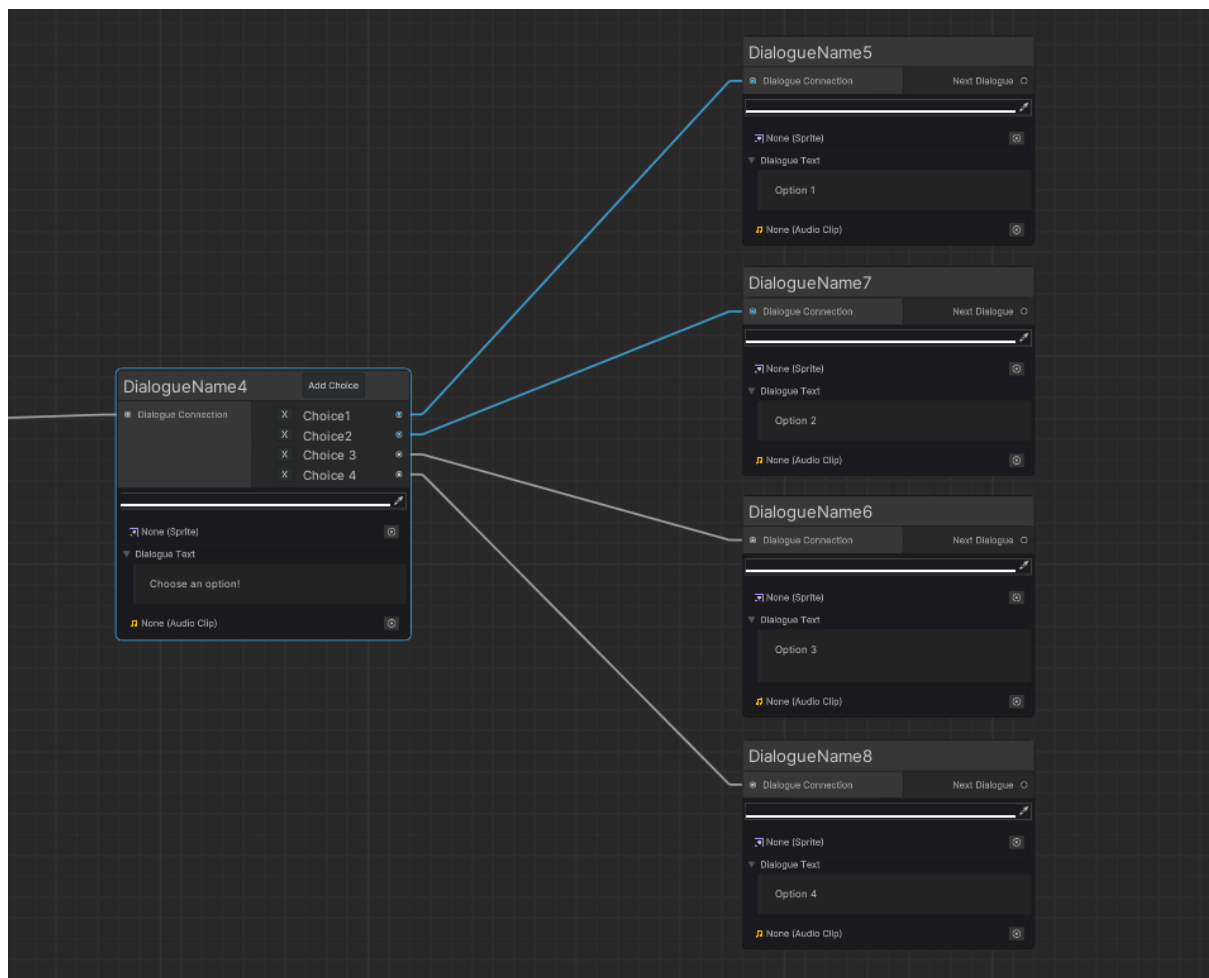 DialogueName4
Add Choice
Dialogue Connection
X Choice1
X Choice2
X Choice 3
X Choice 4
None (Sprite)
Dialogue Text
Choose an option!
None (Audio Clip)
DialogueName5
Dialogue Connection Next Dialogue
None (Sprite)
Dialogue Text
Option 1
None (Audio Clip)
DialogueName7
Dialogue Connection Next Dialogue
None (Sprite)
Dialogue Text
Option 2
None (Audio Clip)
DialogueName6
Dialogue Connection Next Dialogue
None (Sprite)
Dialogue Text
Option 3
None (Audio Clip)
DialogueName8
Dialogue Connection Next Dialogue
None (Sprite)
Dialogue Text
Option 4
None (Audio Clip)